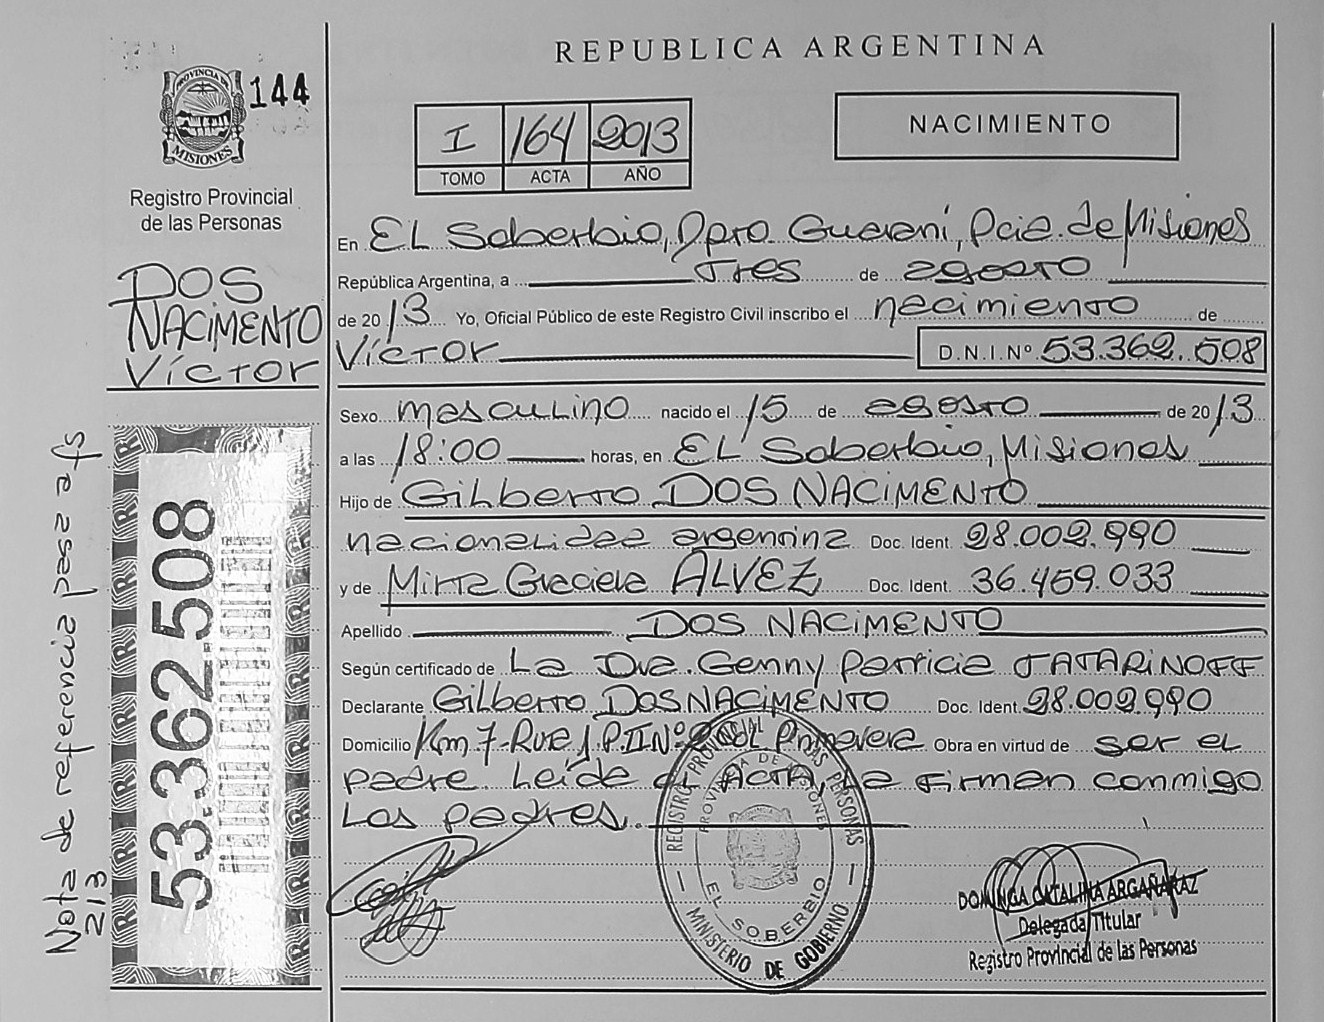 REPUBLICA ARGENTINA
PROVINCIA DE
MISIONES
144
Registro Provincial
de las Personas
I 164 2013
TOMO ACTA AÑO
NACIMIENTO
DOS
NACIMENTO
Víctor
En El Soberbio, Dpto. Guaraní, Pcia. de Misiones
República Argentina, a tres de agosto
de 2013 Yo, Oficial Público de este Registro Civil inscribo el nacimiento de
Víctor D.N.I. Nº 53.362.508
Sexo masculino nacido el 15 de agosto de 2013
a las 18:00 horas, en El Soberbio, Misiones
Hijo de Gilberto DOS NACIMENTO
nacionalidad argentina Doc. Ident 28.002.990
y de Mirta Graciela ALVEZ Doc. Ident. 36.459.033
Apellido DOS NACIMENTO
Según certificado de La Dra. Genny Patricia TATARINOFF
Declarante Gilberto DOS NACIMENTO Doc. Ident. 28.002.990
Domicilio Km 7-Ruta Primavera Obra en virtud de ser el
padre. Leída el ACTA, la firman conmigo
los padres.
53.362.508
Nota de referencia pasa a fs
213
REGISTRO PROVINCIAL DE LAS PERSONAS
PROVINCIA DE MISIONES
EL SOBERBIO
MINISTERIO DE GOBIERNO
DOMINGA CATALINA ARGAÑARAZ
Delegada Titular
Registro Provincial de las Personas